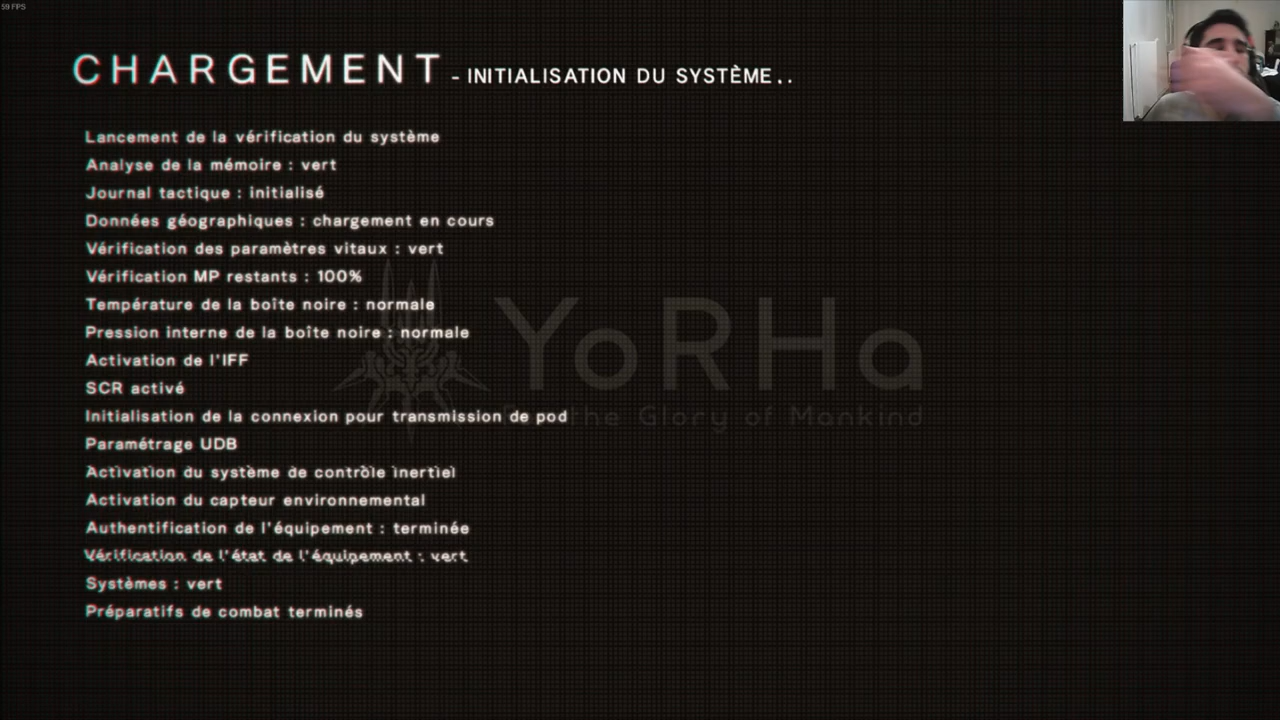 59 FPS
CHARGEMENT - INITIALISATION DU SYSTÈME..
Lancement de la vérification du système
Analyse de la mémoire : vert
Journal tactique : initialisé
Données géographiques : chargement en cours
Vérification des paramètres vitaux : vert
Vérification MP restants : 100%
Température de la boîte noire : normale
Pression interne de la boîte noire : normale
Activation de l'IFF
SCR activé
Initialisation de la connexion pour transmission de pod
Paramétrage UDB
Activation du système de contrôle inertiel
Activation du capteur environnemental
Authentification de l'équipement : terminée
Vérification de l'état de l'équipement : vert
Systèmes : vert
Préparatifs de combat terminés
YoRHa
the Glory of Mankind